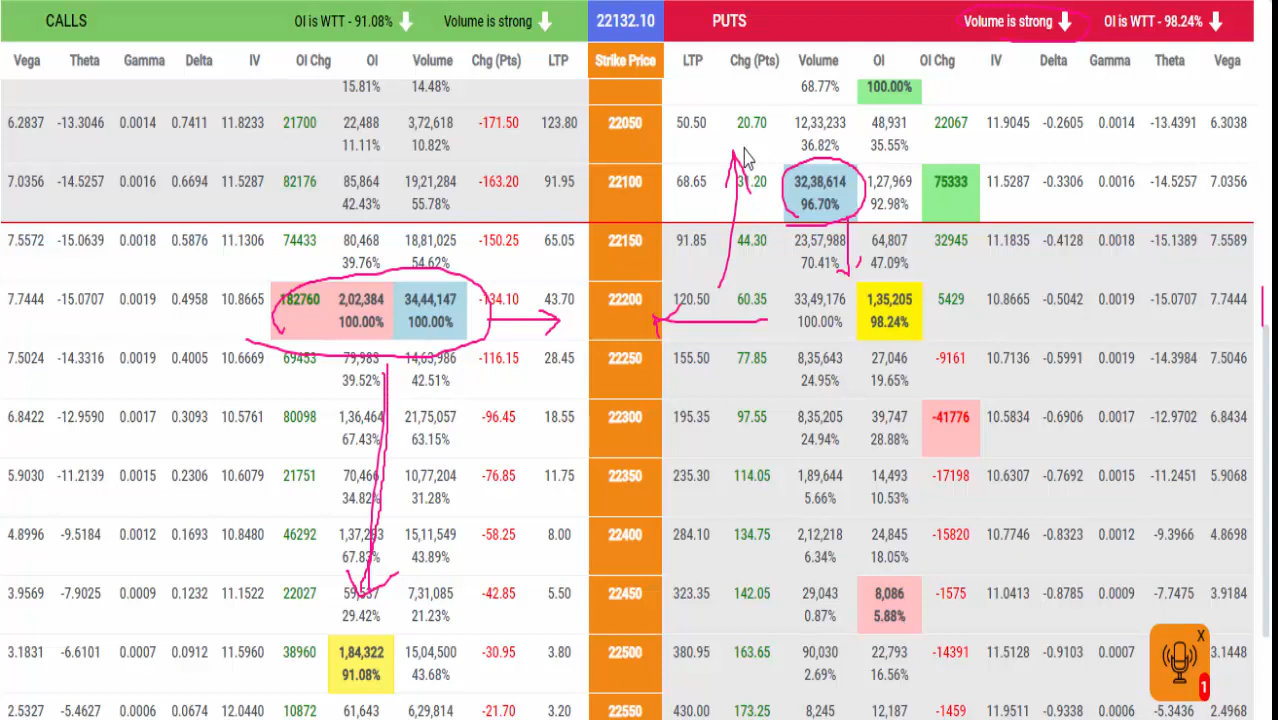 CALLS OI is WTT - 91.08% Volume is strong 22132.10 PUTS Volume is strong OI is WTT - 98.24%
Vega Theta Gamma Delta IV OI Chg OI Volume Chg (Pts) LTP Strike Price LTP Chg (Pts) Volume OI OI Chg IV Delta Gamma Theta Vega
15.81% 14.48% 68.77% 100.00%
6.2837 -13.3046 0.0014 0.7411 11.8233 21700 22,488 3,72,618 -171.50 123.80 22050 50.50 20.70 12,33,233 48,931 22067 11.9045 -0.2605 0.0014 -13.4391 6.3038
11.11% 10.82% 36.82% 35.55%
7.0356 -14.5257 0.0016 0.6694 11.5287 82176 85,864 19,21,284 -163.20 91.95 22100 68.65 32,38,614 1,27,969 75333 11.5287 -0.3306 0.0016 -14.5257 7.0356
42.43% 55.78% 96.70% 92.98%
7.5572 -15.0639 0.0018 0.5876 11.1306 74433 80,468 18,81,025 -150.25 65.05 22150 91.85 44.30 23,57,988 64,807 32945 11.1835 -0.4128 0.0018 -15.1389 7.5589
39.76% 54.62% 70.41% 47.09%
7.7444 -15.0707 0.0019 0.4958 10.8665 182760 2,02,384 34,44,147 -134.10 43.70 22200 120.50 60.35 33,49,176 1,35,205 5429 10.8665 -0.5042 0.0019 -15.0707 7.7444
100.00% 100.00% 100.00% 98.24%
7.5024 -14.3316 0.0019 0.4005 10.6669 69453 79,983 14,63,986 -116.15 28.45 22250 155.50 77.85 8,35,643 27,046 -9161 10.7136 -0.5991 0.0019 -14.3984 7.5046
39.52% 42.51% 24.95% 19.65%
6.8422 -12.9590 0.0017 0.3093 10.5761 80098 1,36,464 21,75,057 -96.45 18.55 22300 195.35 97.55 8,35,205 39,747 -41776 10.5834 -0.6906 0.0017 -12.9702 6.8434
67.43% 63.15% 24.94% 28.88%
5.9030 -11.2139 0.0015 0.2306 10.6079 21751 10,77,204 -76.85 11.75 22350 235.30 114.05 1,89,644 14,493 -17198 10.6307 -0.7692 0.0015 -11.2451 5.9068
34.82% 31.28% 5.66% 10.53%
4.8996 -9.5184 0.0012 0.1693 10.8480 46292 15,11,549 -58.25 8.00 22400 284.10 134.75 2,12,218 24,845 -15820 10.7746 -0.8323 0.0012 -9.3966 4.8698
43.89% 6.34% 18.05%
3.9569 -7.9025 0.0009 0.1232 11.1522 22027 7,31,085 -42.85 5.50 22450 323.35 142.05 29,043 8,086 -1575 11.0413 -0.8785 0.0009 -7.7475 3.9184
29.42% 21.23% 0.87% 5.88%
3.1831 -6.6101 0.0007 0.0912 11.5960 38960 1,84,322 15,04,500 -30.95 3.80 22500 380.95 163.65 90,030 22,793 -14391 11.5128 -0.9103 0.0007 3.1448
91.08% 43.68% 2.69% 16.56%
X
1
2.5327 -5.4627 0.0006 0.0674 12.0440 10872 61,643 6,29,814 -21.70 3.20 22550 430.00 173.25 8,245 12,187 -1459 11.9511 -0.9338 0.0006 -5.3436 2.4968